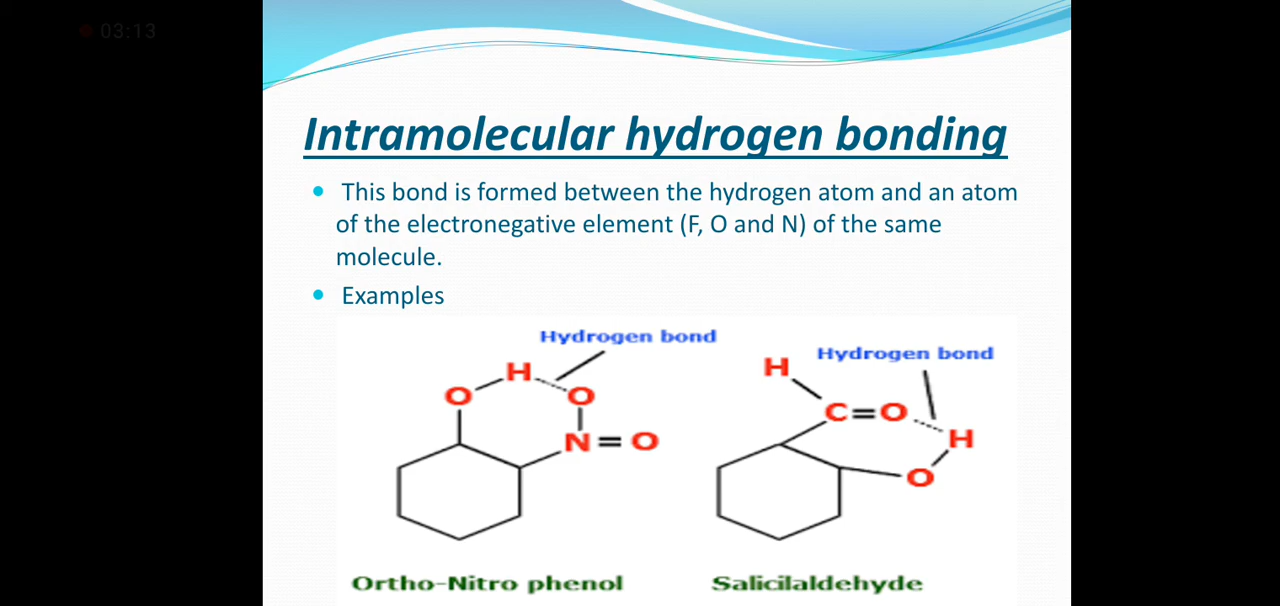 03:13
Intramolecular hydrogen bonding
This bond is formed between the hydrogen atom and an atom
of the electronegative element (F, O and N) of the same
molecule.
Examples
Hydrogen bond
H
O
O
N = O
Ortho-Nitro phenol
Hydrogen bond
H
C=O
H
O
Salicilaldehyde